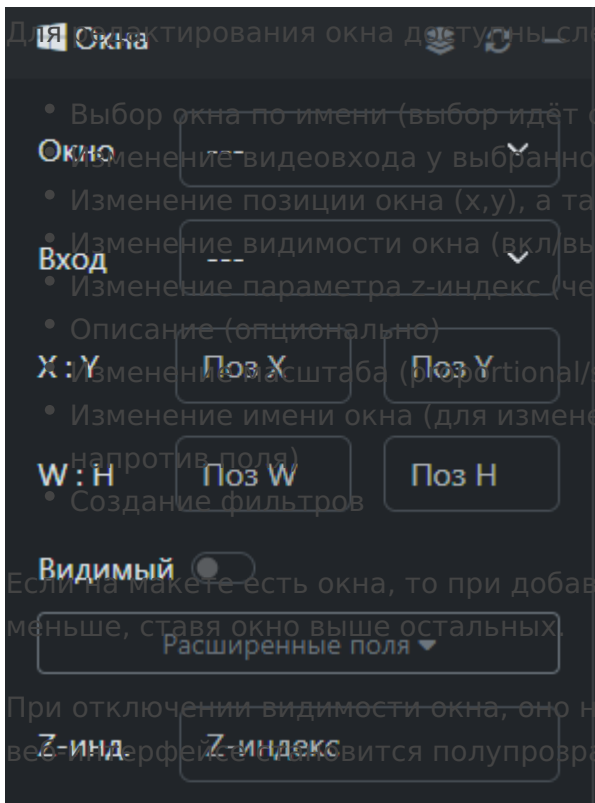 Для редактирования окна доступны сле
Окна
Выбор окна по имени (выбор идёт
Окно
---
Изменение видеовхода у выбранно
Изменение позиции окна (x,y), а та
Изменение видимости окна (вкл/вы
Вход
---
Изменение параметра z-индекс (че
Описание (опционально)
X : Y
Поз X
Поз Y
Изменение масштаба (proportional/
Изменение имени окна (для измене
напротив поля)
W : H
Поз W
Поз H
Создание фильтров
Видимый
Если на макете есть окна, то при добав
меньше, ставя окно выше остальных.
Расширенные поля
При отключении видимости окна, оно н
Z-инд.
Z-индекс
веб-интерфейсе становится полупрозра